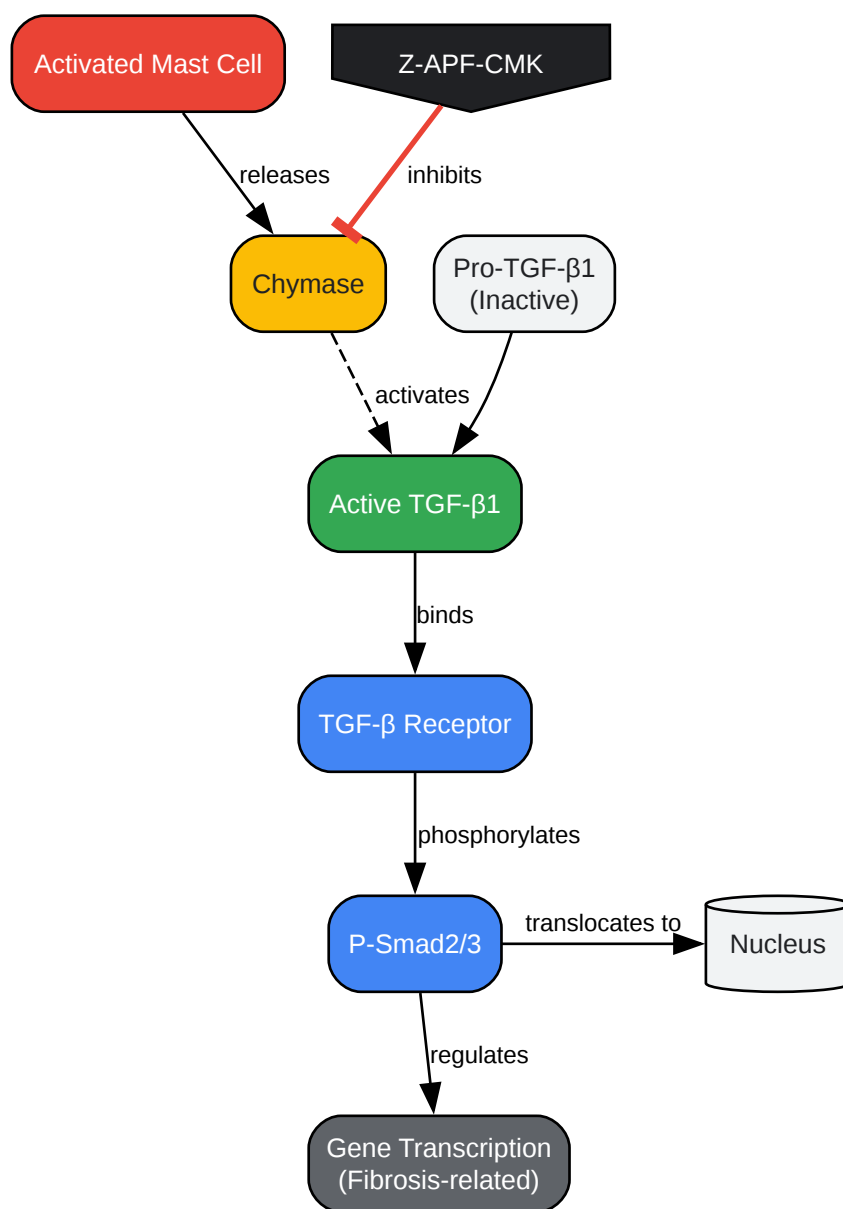 Activated Mast Cell
Z-APF-CMK
releases
inhibits
Chymase
Pro-TGF-β1
(Inactive)
activates
Active TGF-β1
binds
TGF-β Receptor
phosphorylates
P-Smad2/3
translocates to
Nucleus
regulates
Gene Transcription
(Fibrosis-related)